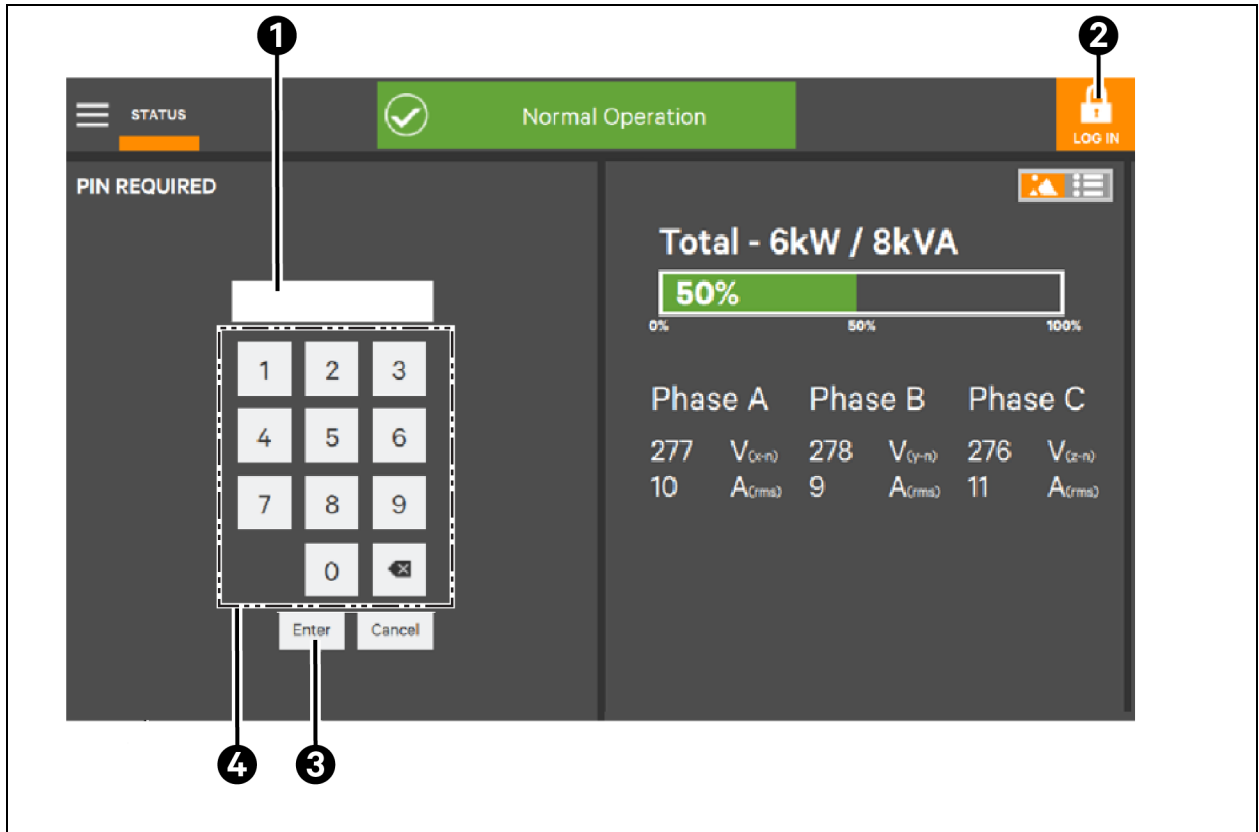 1 2
STATUS
Normal Operation
LOG IN
PIN REQUIRED
Total - 6kW / 8kVA
50%
0% 50% 100%
1 2 3
4 5 6
7 8 9
0
Enter Cancel
Phase A Phase B Phase C
277 V(x-n) 278 V(y-n) 276 V(z-n)
10 A(rms) 9 A(rms) 11 A(rms)
4 3